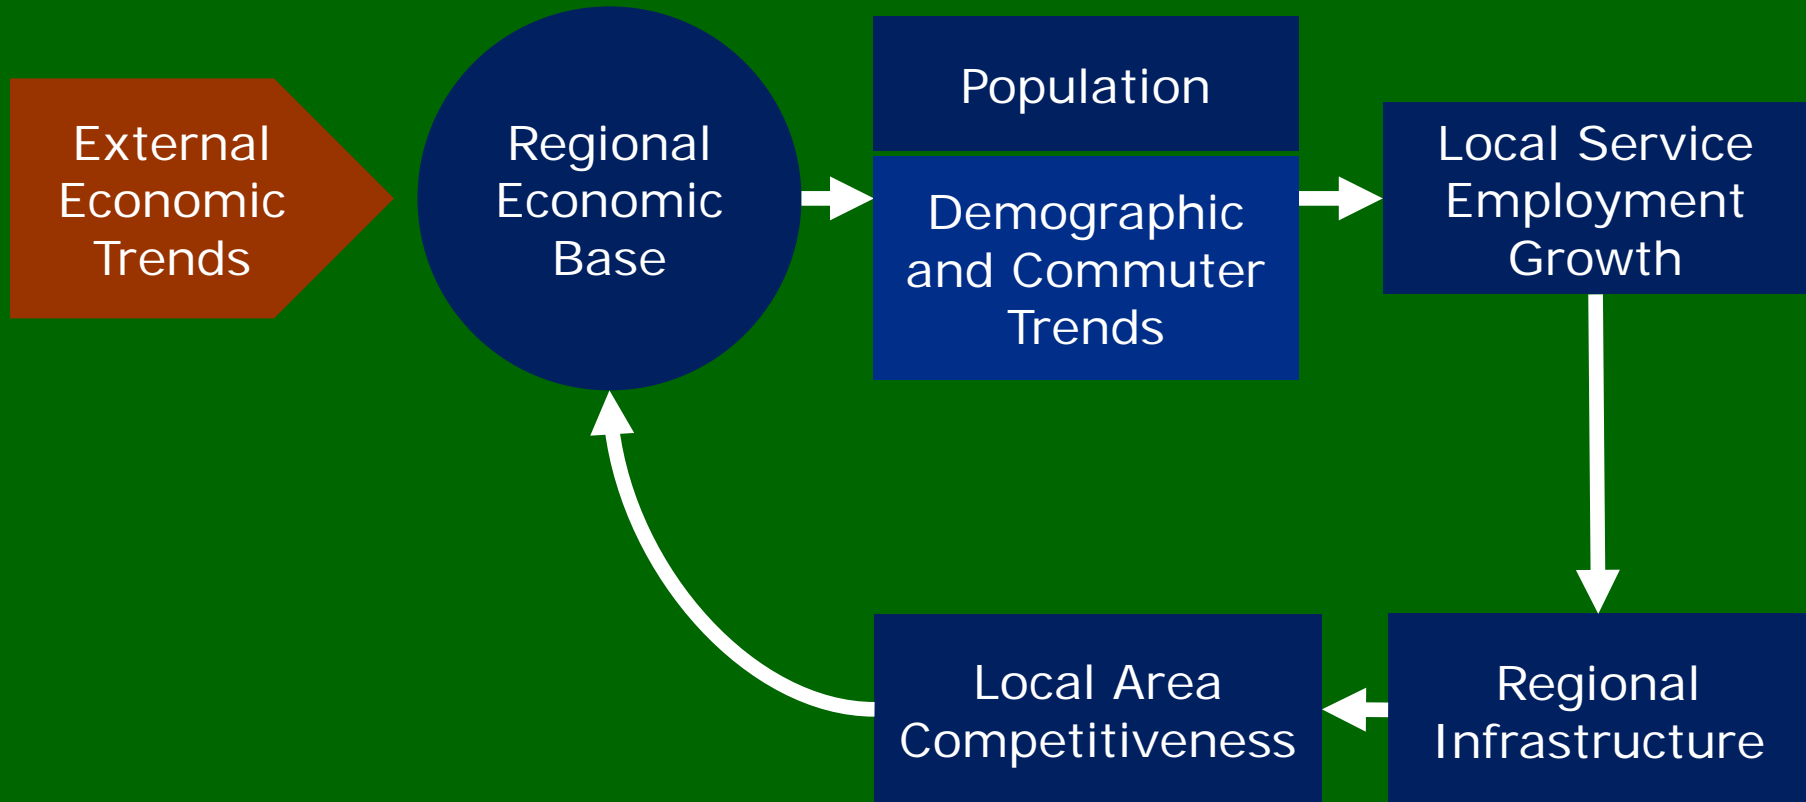 External
Economic
Trends
Regional
Economic
Base
Population
Demographic
and Commuter
Trends
Local Service
Employment
Growth
Local Area
Competitiveness
Regional
Infrastructure